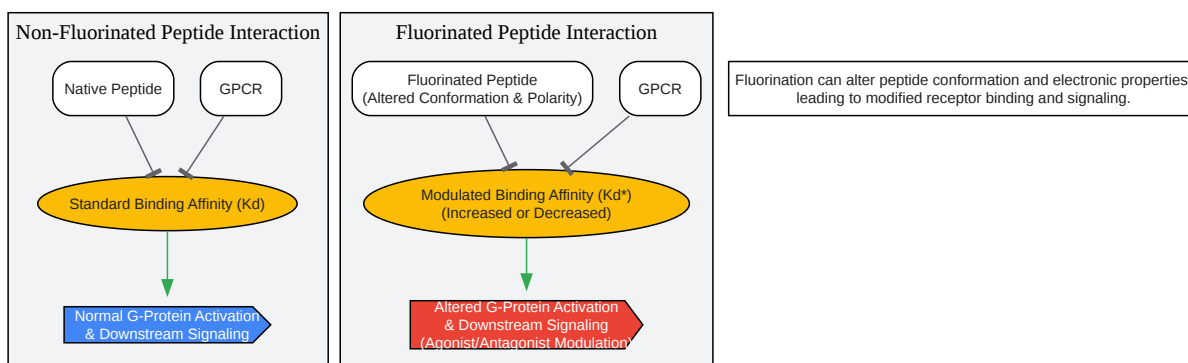 Non-Fluorinated Peptide Interaction
Native Peptide
GPCR
Standard Binding Affinity (Kd)
Normal G-Protein Activation
& Downstream Signaling
Fluorinated Peptide Interaction
Fluorinated Peptide
(Altered Conformation & Polarity)
GPCR
Modulated Binding Affinity (Kd*)
(Increased or Decreased)
Altered G-Protein Activation
& Downstream Signaling
(Agonist/Antagonist Modulation)
Fluorination can alter peptide conformation and electronic properties
leading to modified receptor binding and signaling.